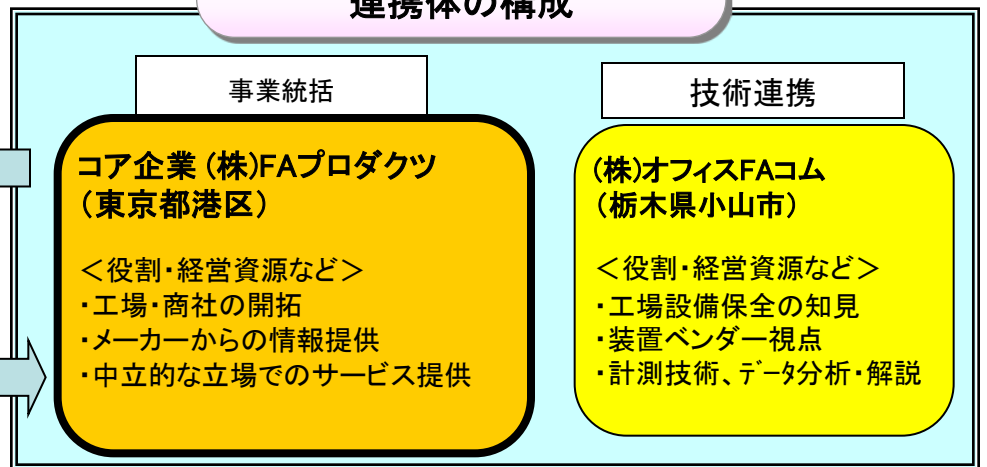 連携体の構成
事業統括
コア企業 (株)FAプロダクツ
（東京都港区）
＜役割・経営資源など＞
・工場・商社の開拓
・メーカーからの情報提供
・中立的な立場でのサービス提供
技術連携
(株)オフィスFAコム
（栃木県小山市）
＜役割・経営資源など＞
・工場設備保全の知見
・装置ベンダー視点
・計測技術、ﾃﾞｰﾀ分析・解説